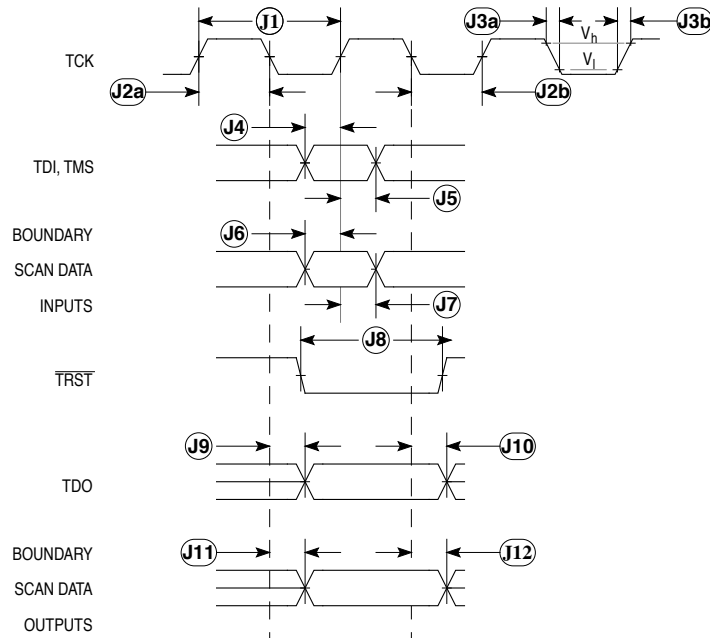 J1
J3a
J3b
Vh
Vl
TCK
J2a
J2b
J4
TDI, TMS
J5
BOUNDARY
J6
SCAN DATA
INPUTS
J7
J8
TRST
J9
J10
TDO
BOUNDARY
J11
J12
SCAN DATA
OUTPUTS